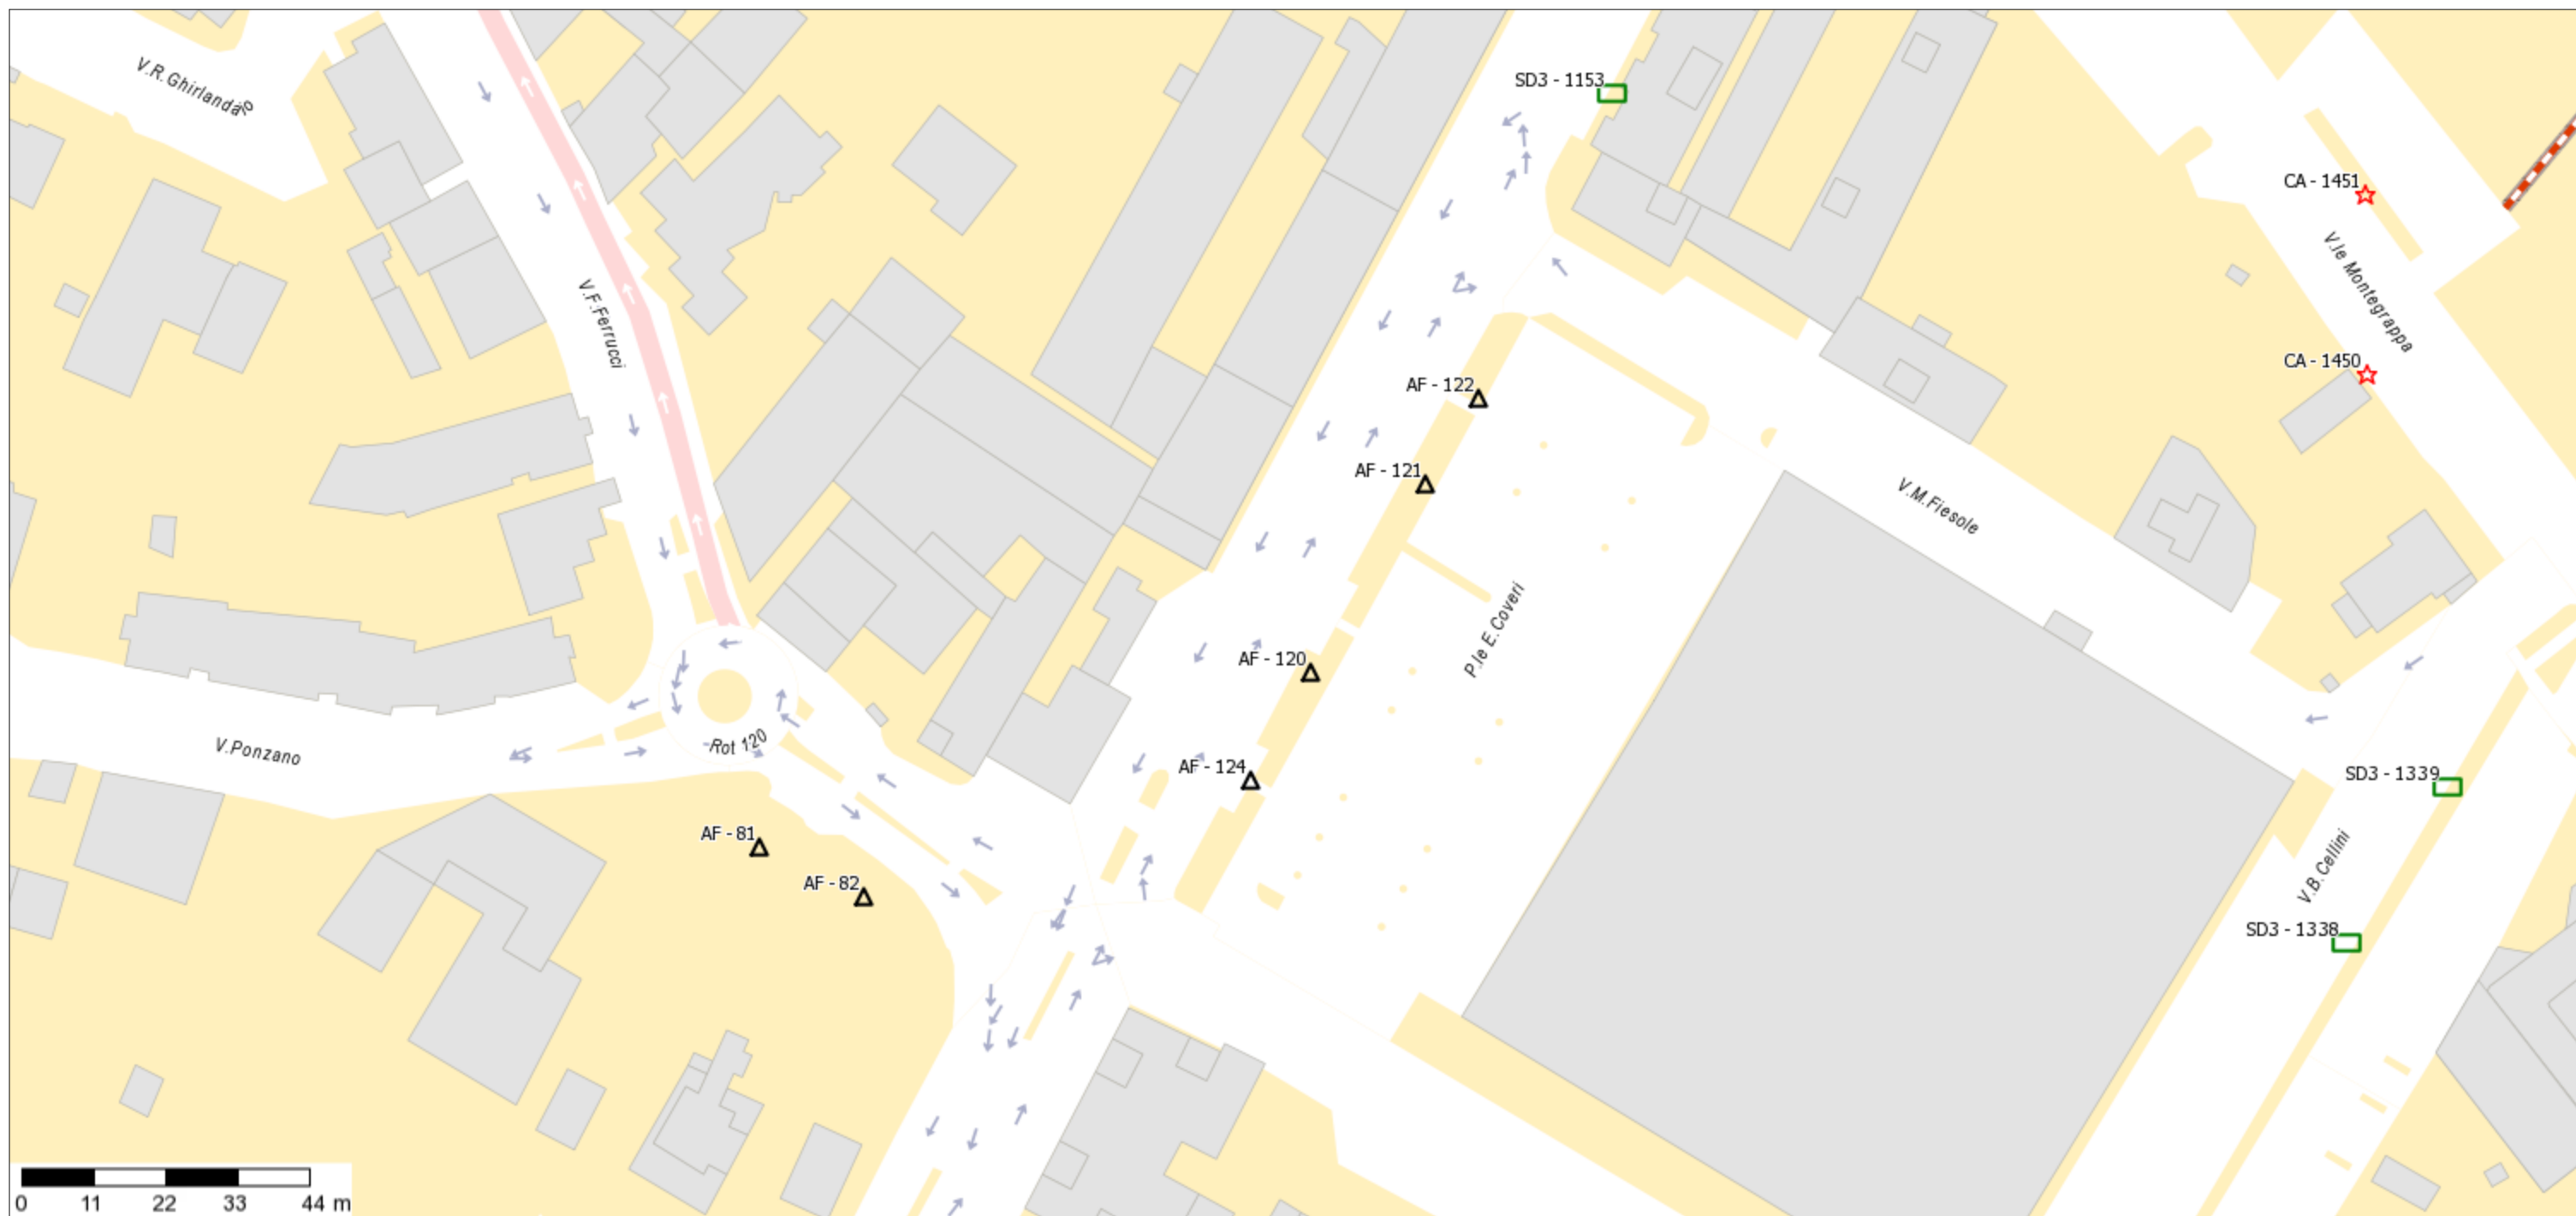 V.R.Ghirlandaio
SD3 - 1153
CA - 1451
V.le Montegrappa
V.F.Ferrucci
CA - 1450
AF - 122
AF - 121
V.M.Fiesole
P.le E.Coveri
AF - 120
V.Ponzano
Rot 120
AF - 124
SD3 - 1339
AF - 81
V.B.Cellini
AF - 82
SD3 - 1338
0 11 22 33 44 m